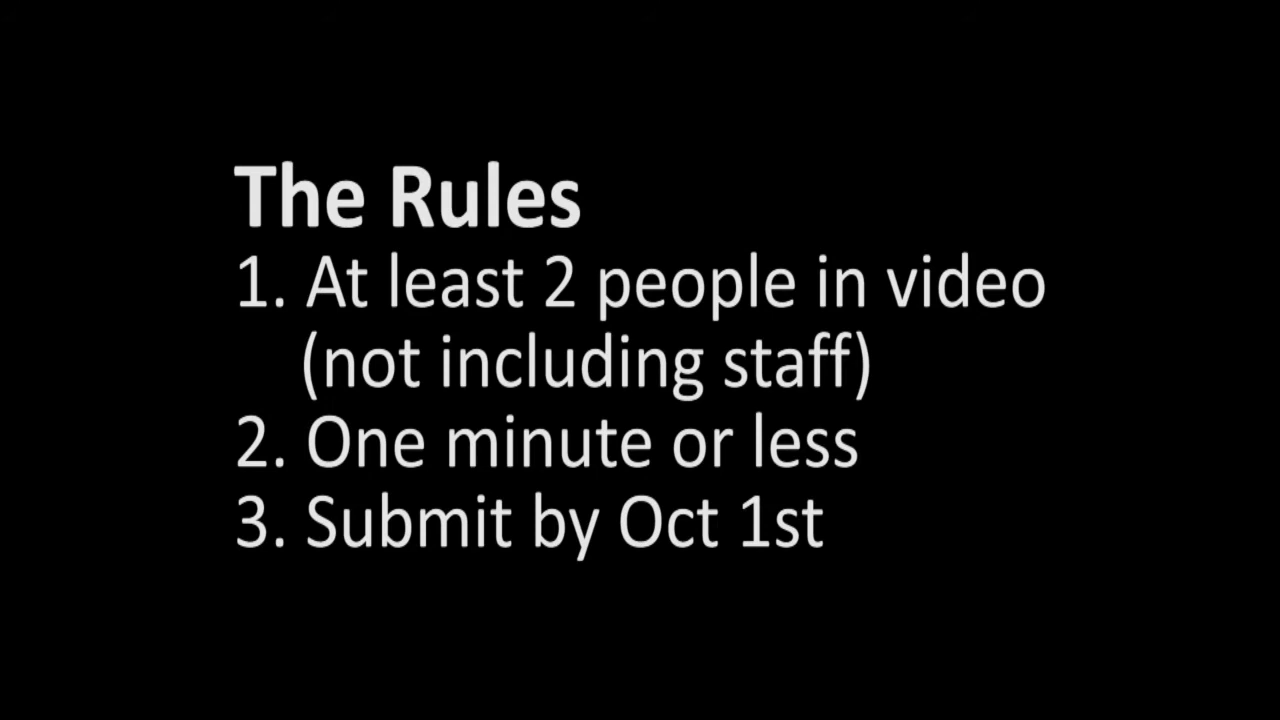 The Rules
1. At least 2 people in video
(not including staff)
2. One minute or less
3. Submit by Oct 1st